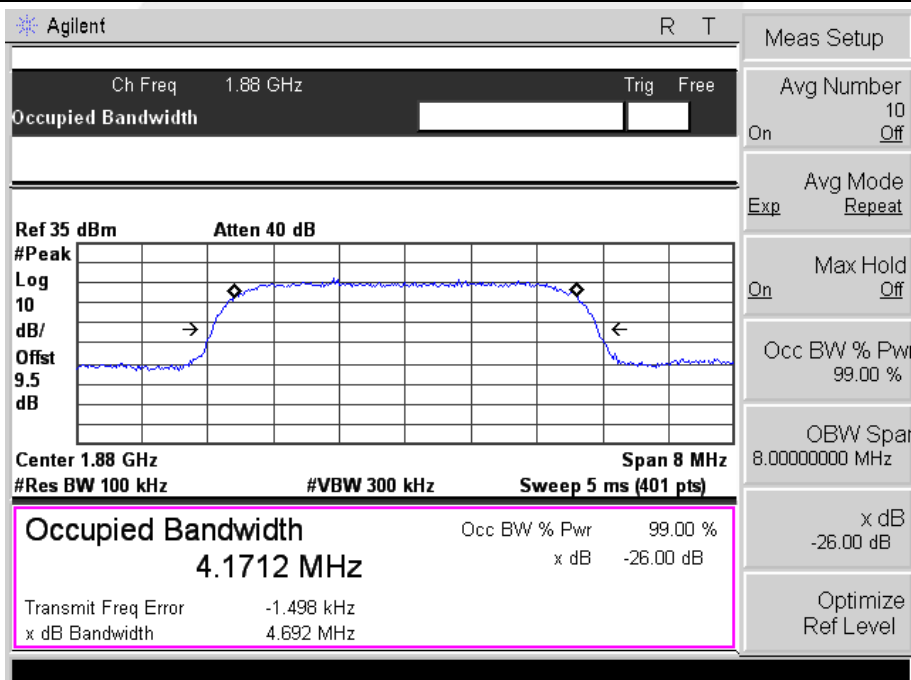 Agilent R T
Ch Freq 1.88 GHz Trig Free
Occupied Bandwidth
Ref 35 dBm Atten 40 dB
#Peak
Log
10
dB/
Offst
9.5
dB
Center 1.88 GHz Span 8 MHz
#Res BW 100 kHz #VBW 300 kHz Sweep 5 ms (401 pts)
Occupied Bandwidth
4.1712 MHz
Occ BW % Pwr 99.00 %
x dB -26.00 dB
Transmit Freq Error -1.498 kHz
x dB Bandwidth 4.692 MHz
Meas Setup
Avg Number
10
On Off
Avg Mode
Exp Repeat
Max Hold
On Off
Occ BW % Pwr
99.00 %
OBW Span
8.00000000 MHz
x dB
-26.00 dB
Optimize
Ref Level